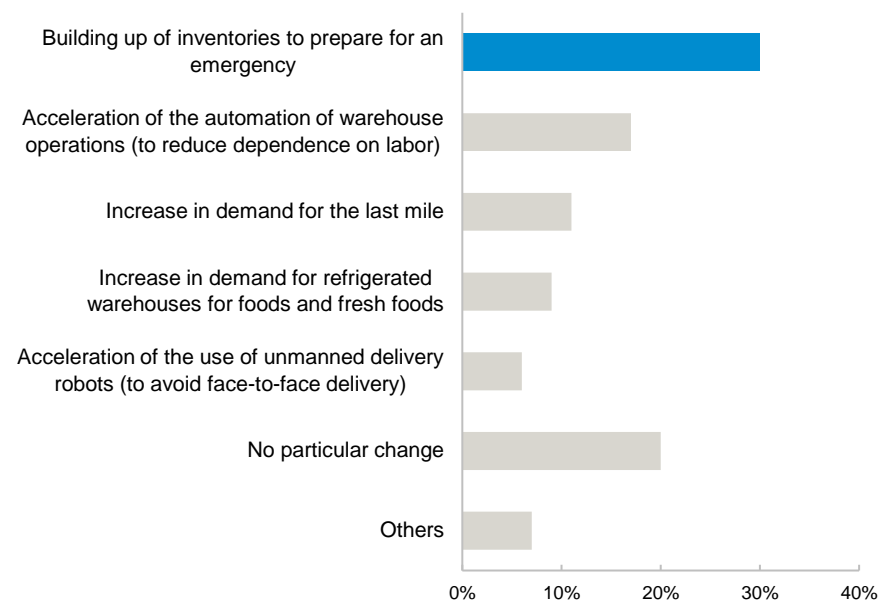 Building up of inventories to prepare for an
emergency
Acceleration of the automation of warehouse
operations (to reduce dependence on labor)
Increase in demand for the last mile
Increase in demand for refrigerated
warehouses for foods and fresh foods
Acceleration of the use of unmanned delivery
robots (to avoid face-to-face delivery)
No particular change
Others
0% 10% 20% 30% 40%